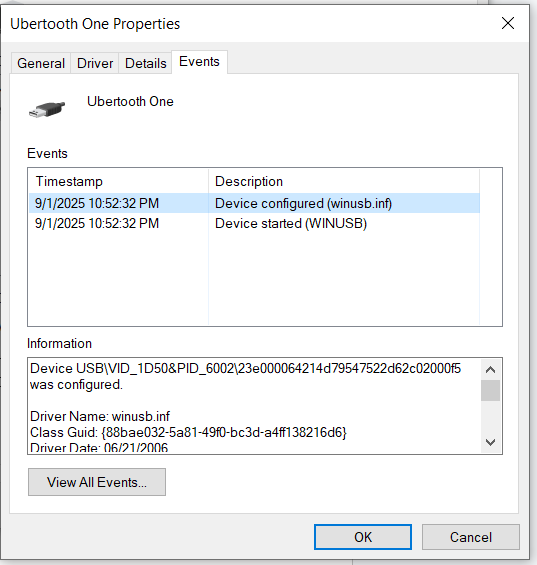 Ubertooth One Properties
General Driver Details Events
Ubertooth One
Events
Timestamp Description
9/1/2025 10:52:32 PM Device configured (winusb.inf)
9/1/2025 10:52:32 PM Device started (WINUSB)
Information
Device USB\VID_1D50&PID_6002\23e000064214d79547522d62c02000f5
was configured.
Driver Name: winusb.inf
Class Guid: {88bae032-5a81-49f0-bc3d-a4ff138216d6}
Driver Date: 06/21/2006
View All Events...
OK Cancel